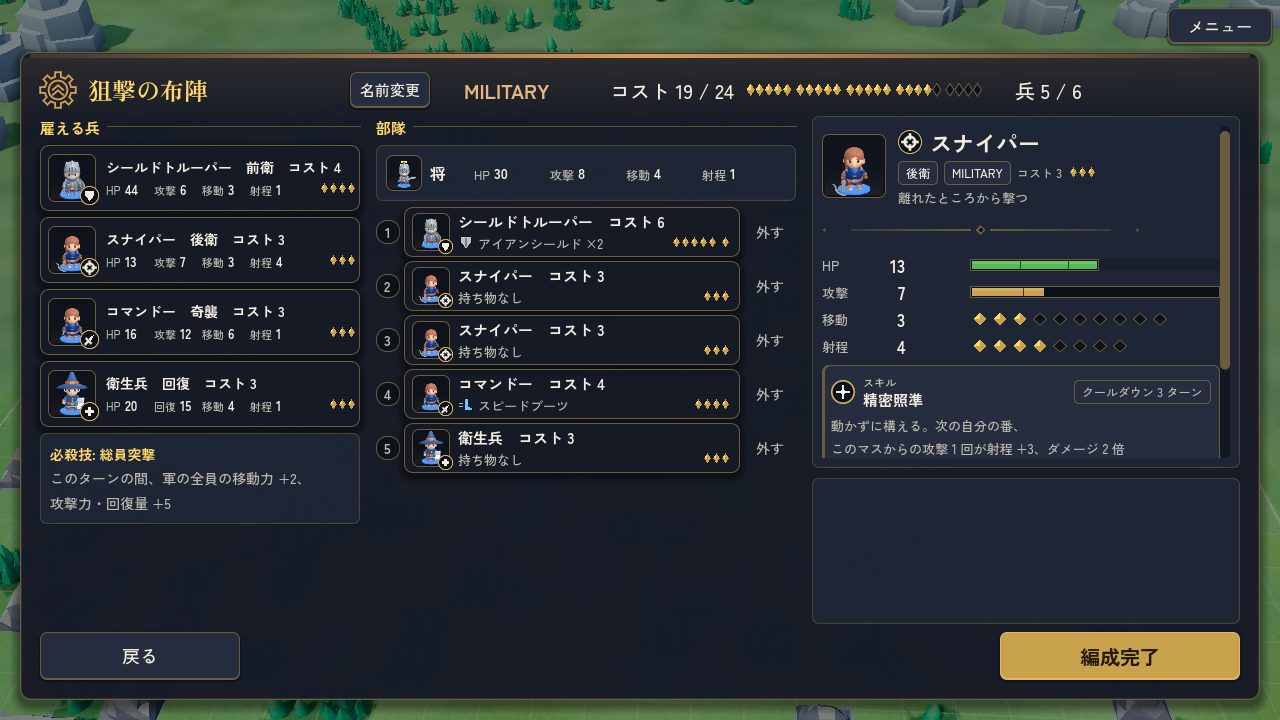 メニュー
狙撃の布陣
名前変更
MILITARY
コスト 19 / 24
兵 5 / 6
雇える兵
シールドトルーパー 前衛 コスト 4
HP 44 攻撃 6 移動 3 射程 1
スナイパー 後衛 コスト 3
HP 13 攻撃 7 移動 3 射程 4
コマンドー 奇襲 コスト 3
HP 16 攻撃 12 移動 6 射程 1
衛生兵 回復 コスト 3
HP 20 回復 15 移動 4 射程 1
必殺技: 総員突撃
このターンの間、軍の全員の移動力 +2、
攻撃力・回復量 +5
部隊
将 HP 30 攻撃 8 移動 4 射程 1
1 シールドトルーパー コスト 6 外す
アイアンシールド ×2
2 スナイパー コスト 3 外す
持ち物なし
3 スナイパー コスト 3 外す
持ち物なし
4 コマンドー コスト 4 外す
スピードブーツ
5 衛生兵 コスト 3 外す
持ち物なし
スナイパー
後衛 MILITARY コスト 3
離れたところから撃つ
HP 13
攻撃 7
移動 3
射程 4
スキル
精密照準
クールダウン 3 ターン
動かずに構える。次の自分の番、
このマスからの攻撃 1 回が射程 +3、ダメージ 2 倍
戻る
編成完了